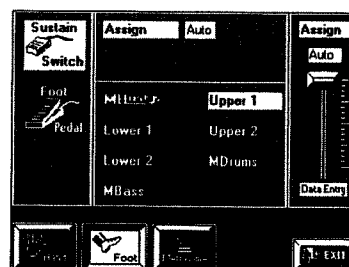 Sustain
Switch
Foot
Pedal
Assign Auto
Upper 1
Lower 1 Upper 2
Lower 2 MDrums
MBass
Assign
Auto
Data Entry
Foot
EXIT